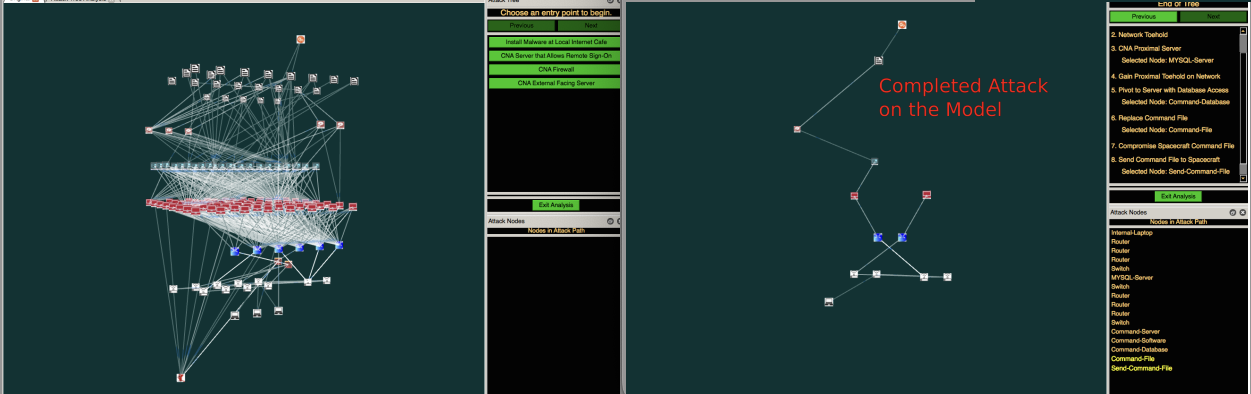 Attack Tree
Choose an entry point to begin.
Previous Next
Install Malware at Local Internet Cafe
CNA Server that Allows Remote Sign-On
CNA Firewall
CNA External Facing Server
Exit Analysis
Attack Nodes
Nodes in Attack Path
Completed Attack
on the Model
End of Tree
Previous Next
2. Network Toehold
3. CNA Proximal Server
Selected Node: MYSQL-Server
4. Gain Proximal Toehold on Network
5. Pivot to Server with Database Access
Selected Node: Command-Database
6. Replace Command File
Selected Node: Command-File
7. Compromise Spacecraft Command File
8. Send Command File to Spacecraft
Selected Node: Send-Command-File
Exit Analysis
Attack Nodes
Nodes in Attack Path
Internal-Laptop
Router
Router
Router
Switch
MYSQL-Server
Switch
Router
Router
Router
Switch
Command-Server
Command-Software
Command-Database
Command-File
Send-Command-File